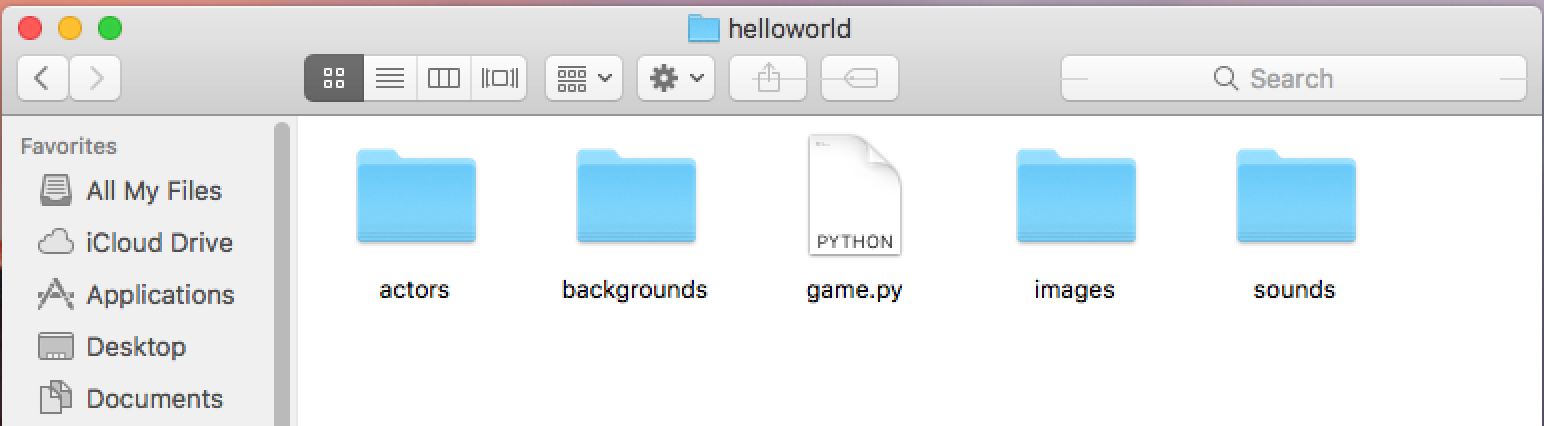 helloworld
Search
Favorites
All My Files
iCloud Drive
Applications
Desktop
Documents
PYTHON
actors
backgrounds
game.py
images
sounds